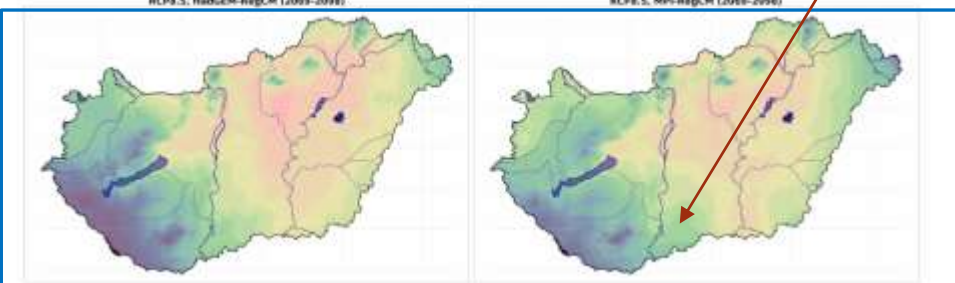 RCP8.5, HadGEM-RegCM (2069-2098)
RCP8.5, MPI-RegCM (2069-2098)